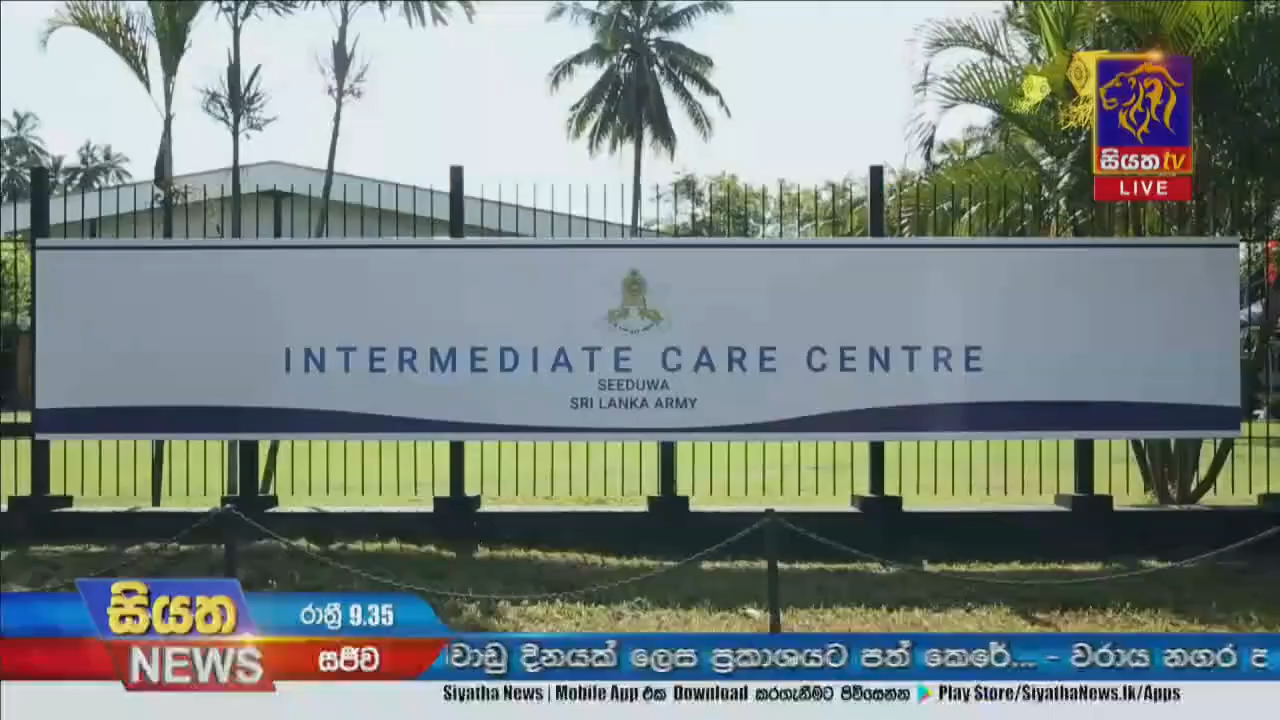 සියත tv
LIVE
INTERMEDIATE CARE CENTRE
SEEDUWA
SRI LANKA ARMY
සියත
NEWS
රාත්‍රී 9.35
සජීව
වාඩු දිනයක් ලෙස ප්‍රකාශයට පත් කෙරේ... - වරාය නගර
Siyatha News | Mobile App එක Download කරගැනීමට පිවිසෙන්න Play Store/SiyathaNews.lk/Apps